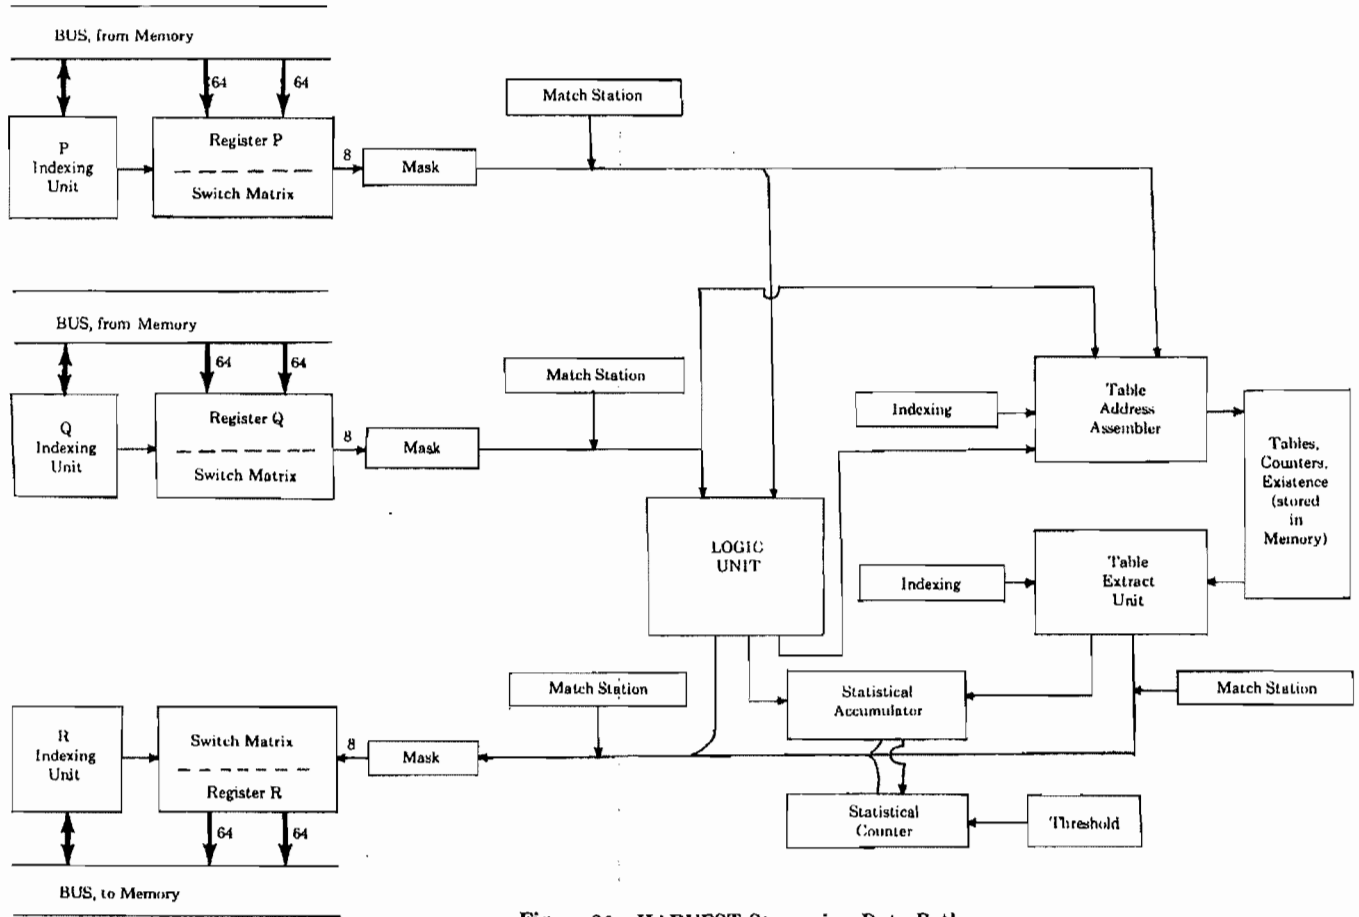 BUS, from Memory
64
64
Match Station
P
Indexing
Unit
Register P
Switch Matrix
8
Mask
BUS, from Memory
64
64
Match Station
Q
Indexing
Unit
Register Q
Switch Matrix
8
Mask
Indexing
Table
Address
Assembler
Tables,
Counters,
Existence
(stored
in
Memory)
LOGIC
UNIT
Indexing
Table
Extract
Unit
Match Station
Statistical
Accumulator
Match Station
R
Indexing
Unit
Switch Matrix
Register R
8
Mask
64
64
Statistical
Counter
Threshold
BUS, to Memory
HARVEST